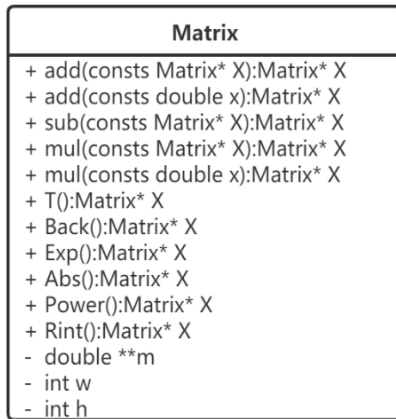 Matrix
+ add(consts Matrix* X):Matrix* X
+ add(consts double x):Matrix* X
+ sub(consts Matrix* X):Matrix* X
+ mul(consts Matrix* X):Matrix* X
+ mul(consts double x):Matrix* X
+ T():Matrix* X
+ Back():Matrix* X
+ Exp():Matrix* X
+ Abs():Matrix* X
+ Power():Matrix* X
+ Rint():Matrix* X
- double **m
- int w
- int h